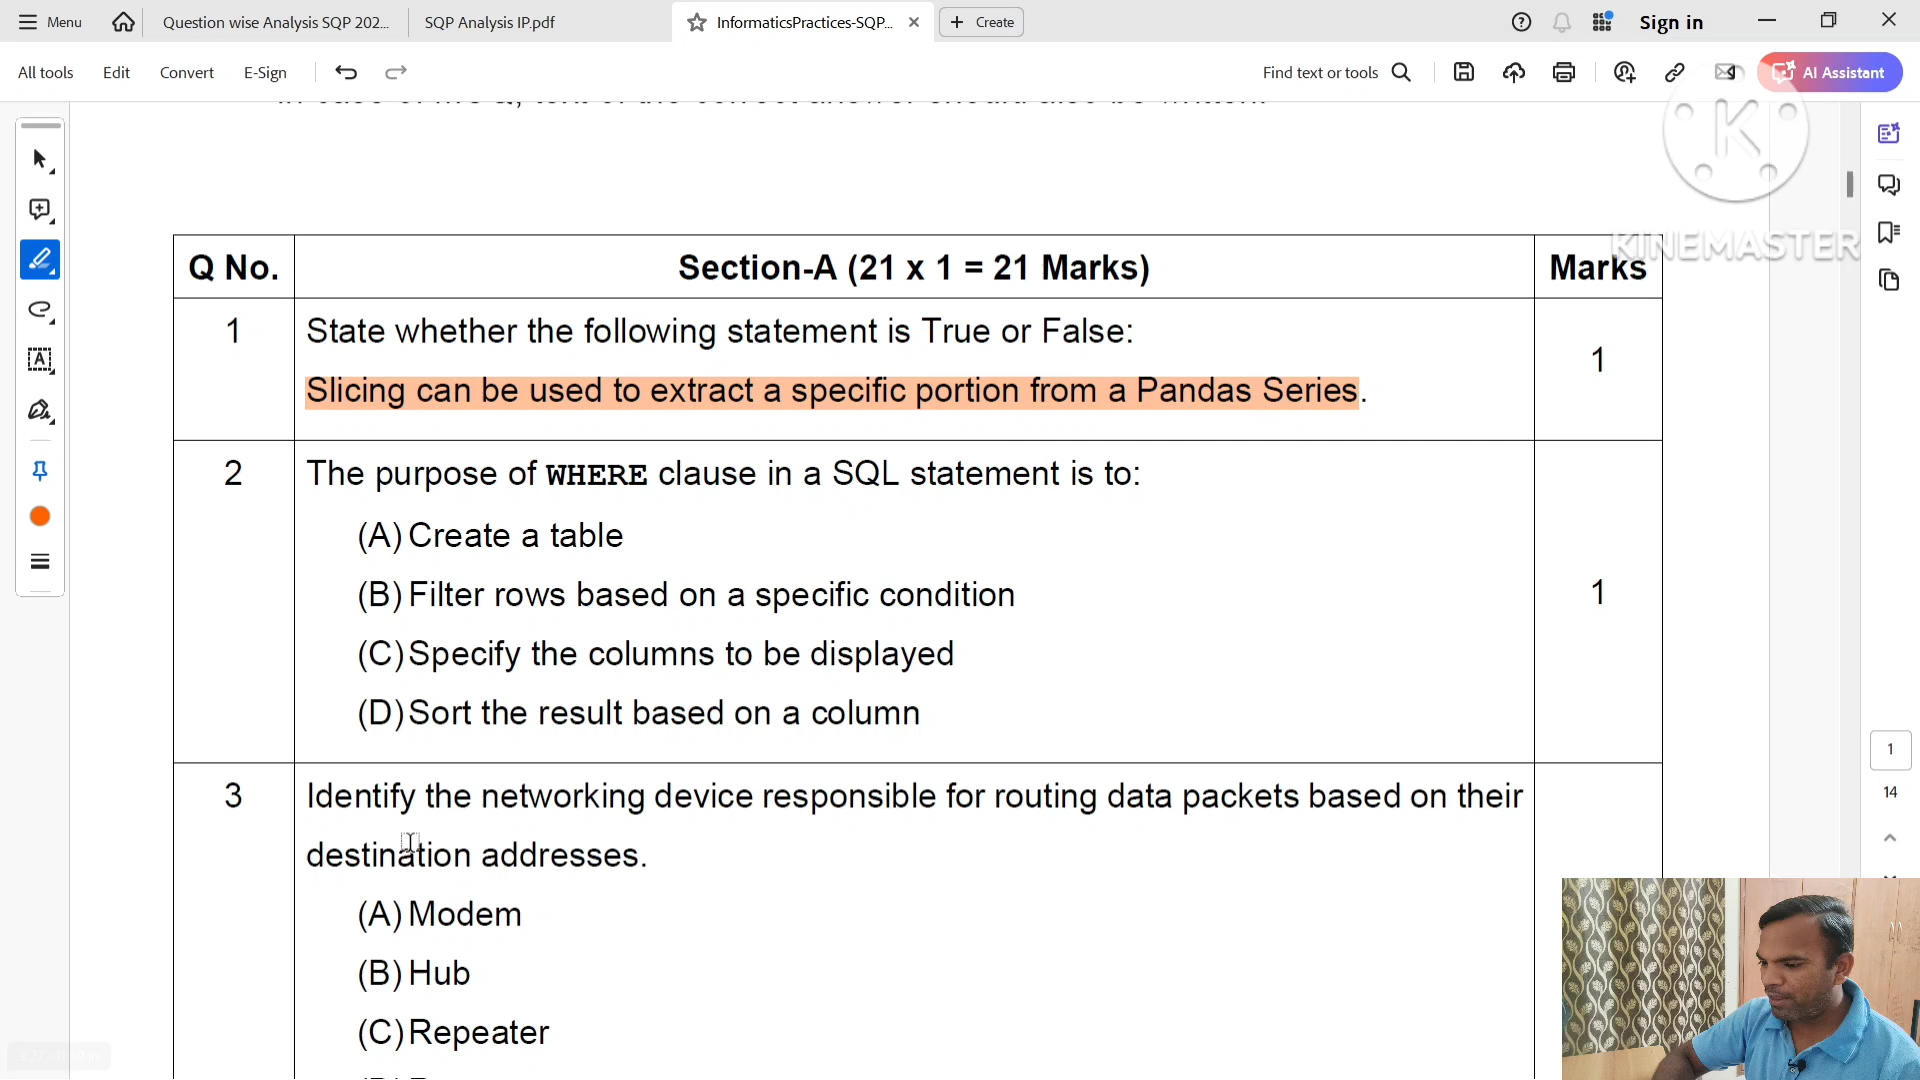 Menu
Question wise Analysis SQP 202...
SQP Analysis IP.pdf
InformaticsPractices-SQP...
Create
Sign in
All tools
Edit
Convert
E-Sign
Find text or tools
AI Assistant
K
KINEMASTER
Q No.
Section-A (21 x 1 = 21 Marks)
Marks
1
State whether the following statement is True or False:
Slicing can be used to extract a specific portion from a Pandas Series.
1
2
The purpose of WHERE clause in a SQL statement is to:
(A) Create a table
(B) Filter rows based on a specific condition
(C) Specify the columns to be displayed
(D) Sort the result based on a column
1
3
Identify the networking device responsible for routing data packets based on their
destination addresses.
(A) Modem
(B) Hub
(C) Repeater
1
14